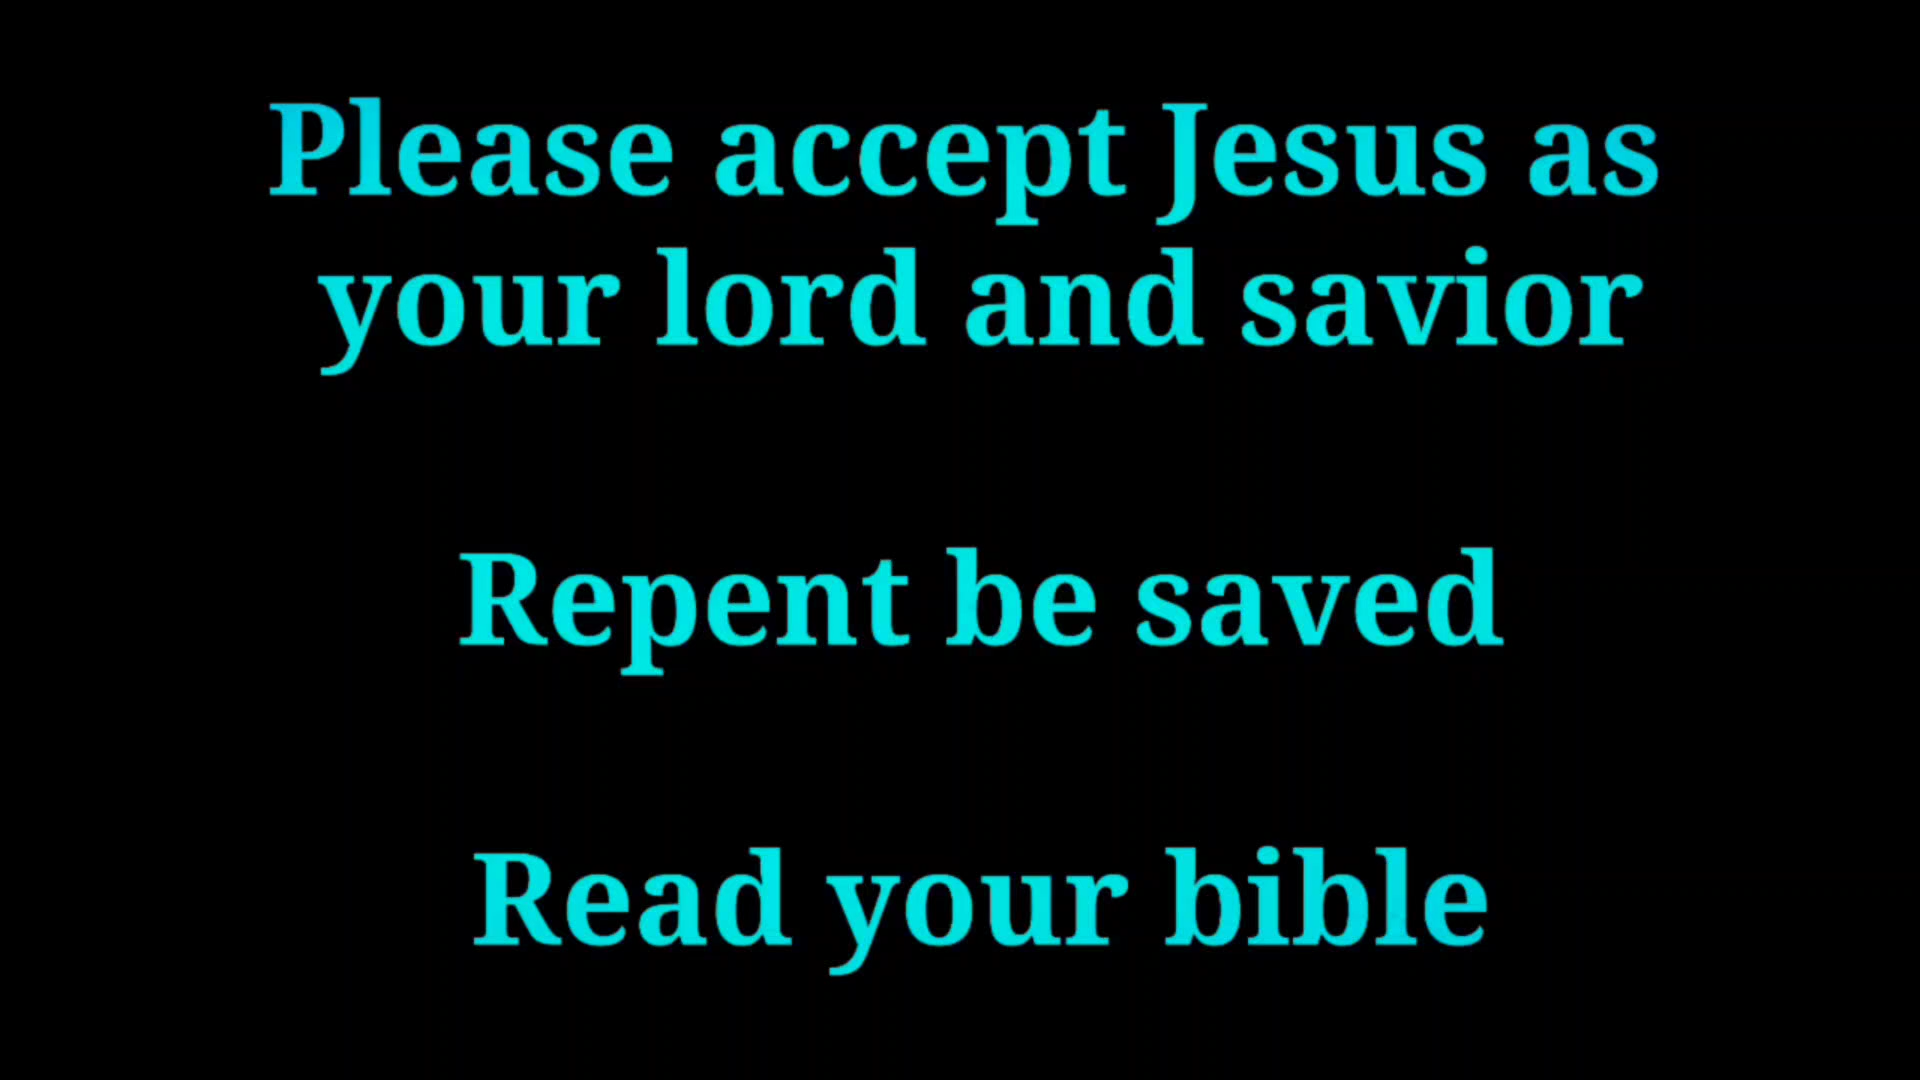 Please accept Jesus as
your lord and savior
Repent be saved
Read your bible